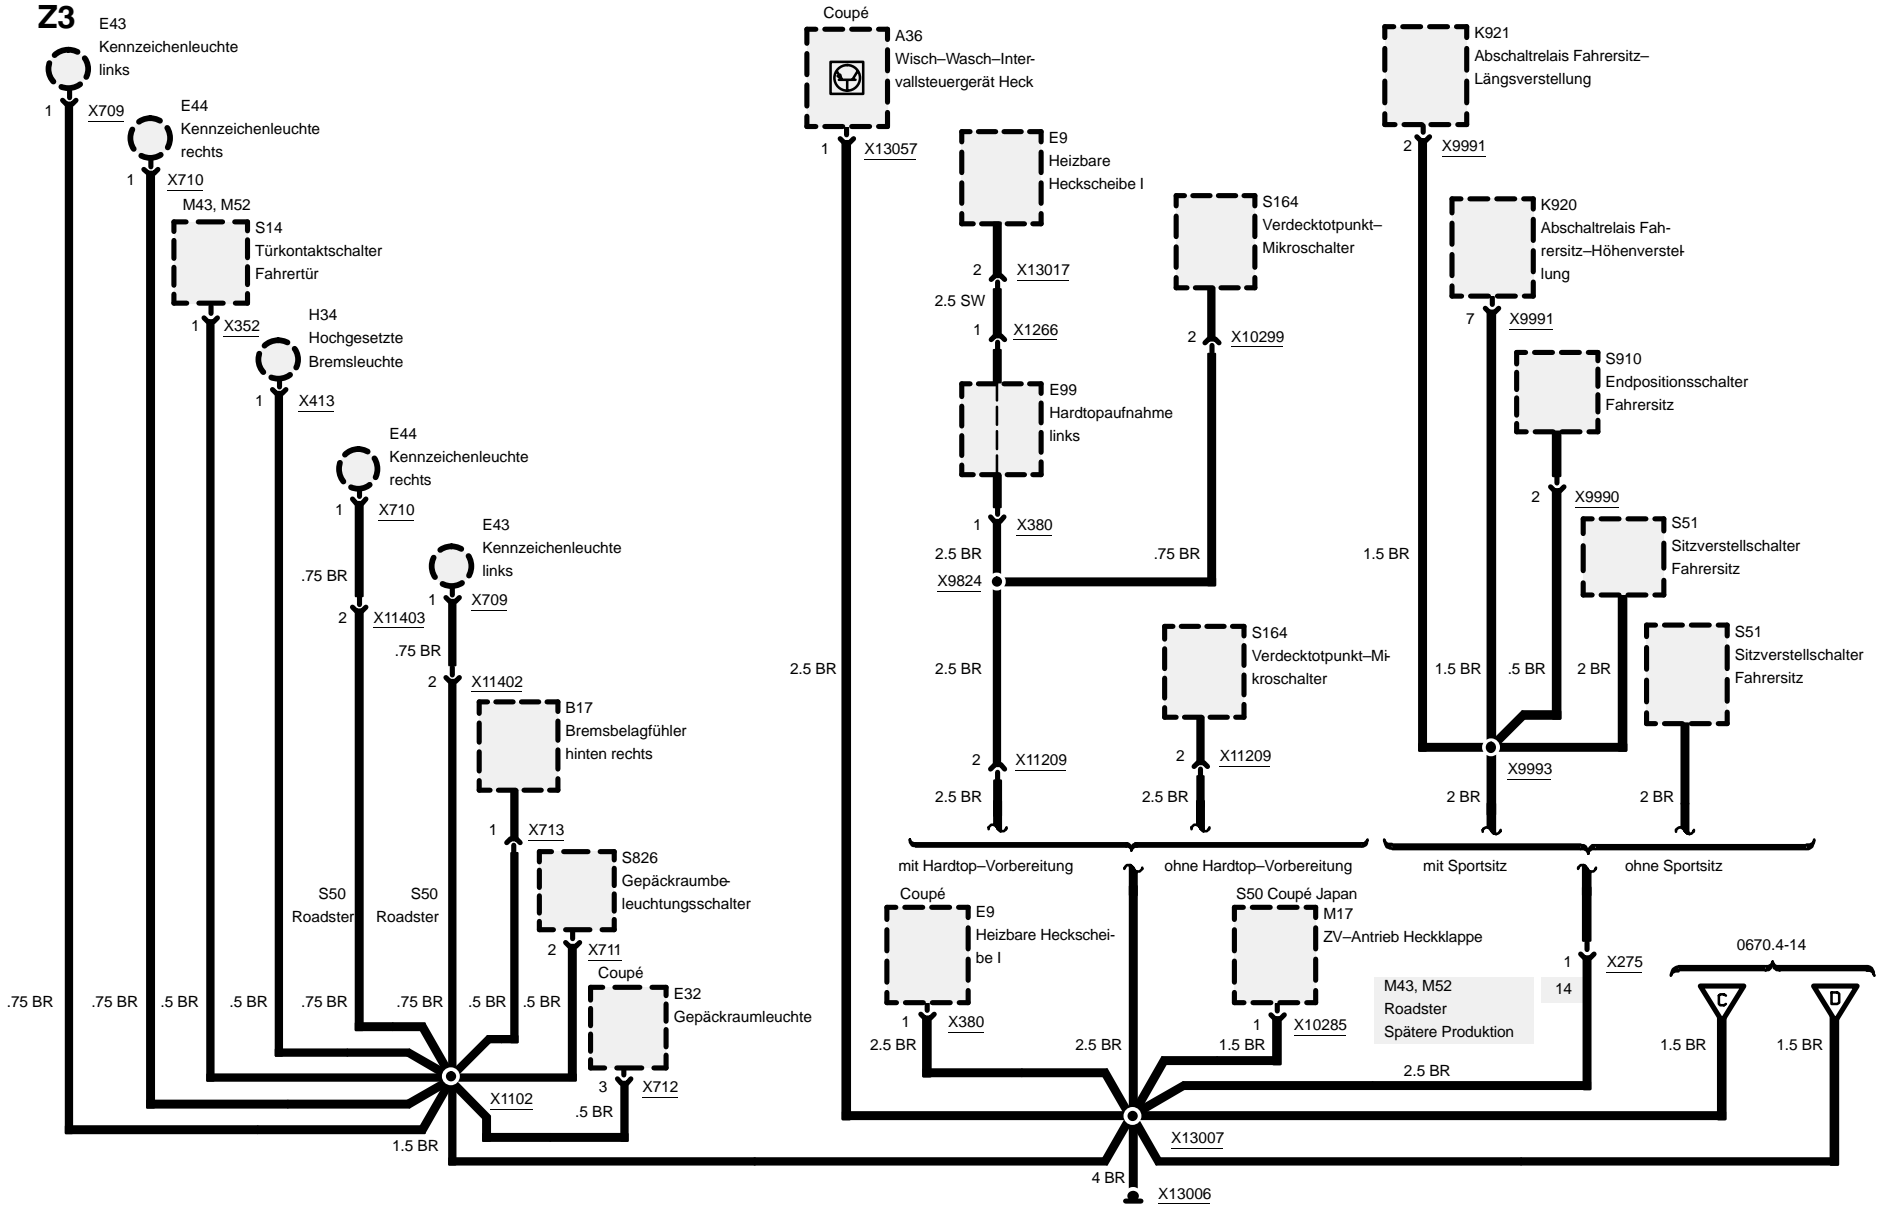 Z3
E43
Kennzeichenleuchte
links
1
X709
E44
Kennzeichenleuchte
rechts
1
X710
M43, M52
S14
Türkontaktschalter
Fahrertür
1
X352
H34
Hochgesetzte
Bremsleuchte
1
X413
E44
Kennzeichenleuchte
rechts
1
X710
.75 BR
2
X11403
E43
Kennzeichenleuchte
links
1
X709
.75 BR
2
X11402
B17
Bremsbelagfühler
hinten rechts
1
X713
S826
Gepäckraumbe-
leuchtungsschalter
2
X711
S50
Roadster
S50
Roadster
Coupé
E32
Gepäckraumleuchte
3
X712
.5 BR
.75 BR
.75 BR
.5 BR
.5 BR
.75 BR
.75 BR
.5 BR
.5 BR
X1102
1.5 BR
Coupé
A36
Wisch–Wasch–Inter-
vallsteuergerät Heck
1
X13057
2.5 BR
E9
Heizbare
Heckscheibe I
2
X13017
2.5 SW
1
X1266
E99
Hardtopaufnahme
links
1
X380
2.5 BR
X9824
2.5 BR
2
X11209
2.5 BR
S164
Verdecktotpunkt–
Mikroschalter
2
X10299
.75 BR
S164
Verdecktotpunkt–Mi-
kroschalter
2
X11209
2.5 BR
mit Hardtop–Vorbereitung
ohne Hardtop–Vorbereitung
K921
Abschaltrelais Fahrersitz–
Längsverstellung
2
X9991
1.5 BR
K920
Abschaltrelais Fah-
rersitz–Höhenverstel-
lung
7
X9991
1.5 BR
S910
Endpositionsschalter
Fahrersitz
2
X9990
.5 BR
S51
Sitzverstellschalter
Fahrersitz
2 BR
S51
Sitzverstellschalter
Fahrersitz
X9993
2 BR
2 BR
mit Sportsitz
ohne Sportsitz
Coupé
E9
Heizbare Heckschei-
be I
1
X380
2.5 BR
2.5 BR
S50 Coupé Japan
M17
ZV–Antrieb Heckklappe
1
X10285
1.5 BR
M43, M52
Roadster
Spätere Produktion
1
14
X275
2.5 BR
0670.4-14
C
D
1.5 BR
1.5 BR
X13007
4 BR
X13006